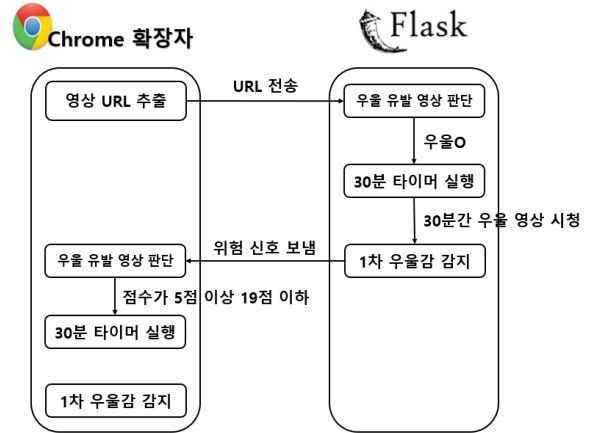 Chrome 확장자
Flask
영상 URL 추출
URL 전송
우울 유발 영상 판단
우울O
30분 타이머 실행
30분간 우울 영상 시청
1차 우울감 감지
위험 신호 보냄
우울 유발 영상 판단
점수가 5점 이상 19점 이하
30분 타이머 실행
1차 우울감 감지